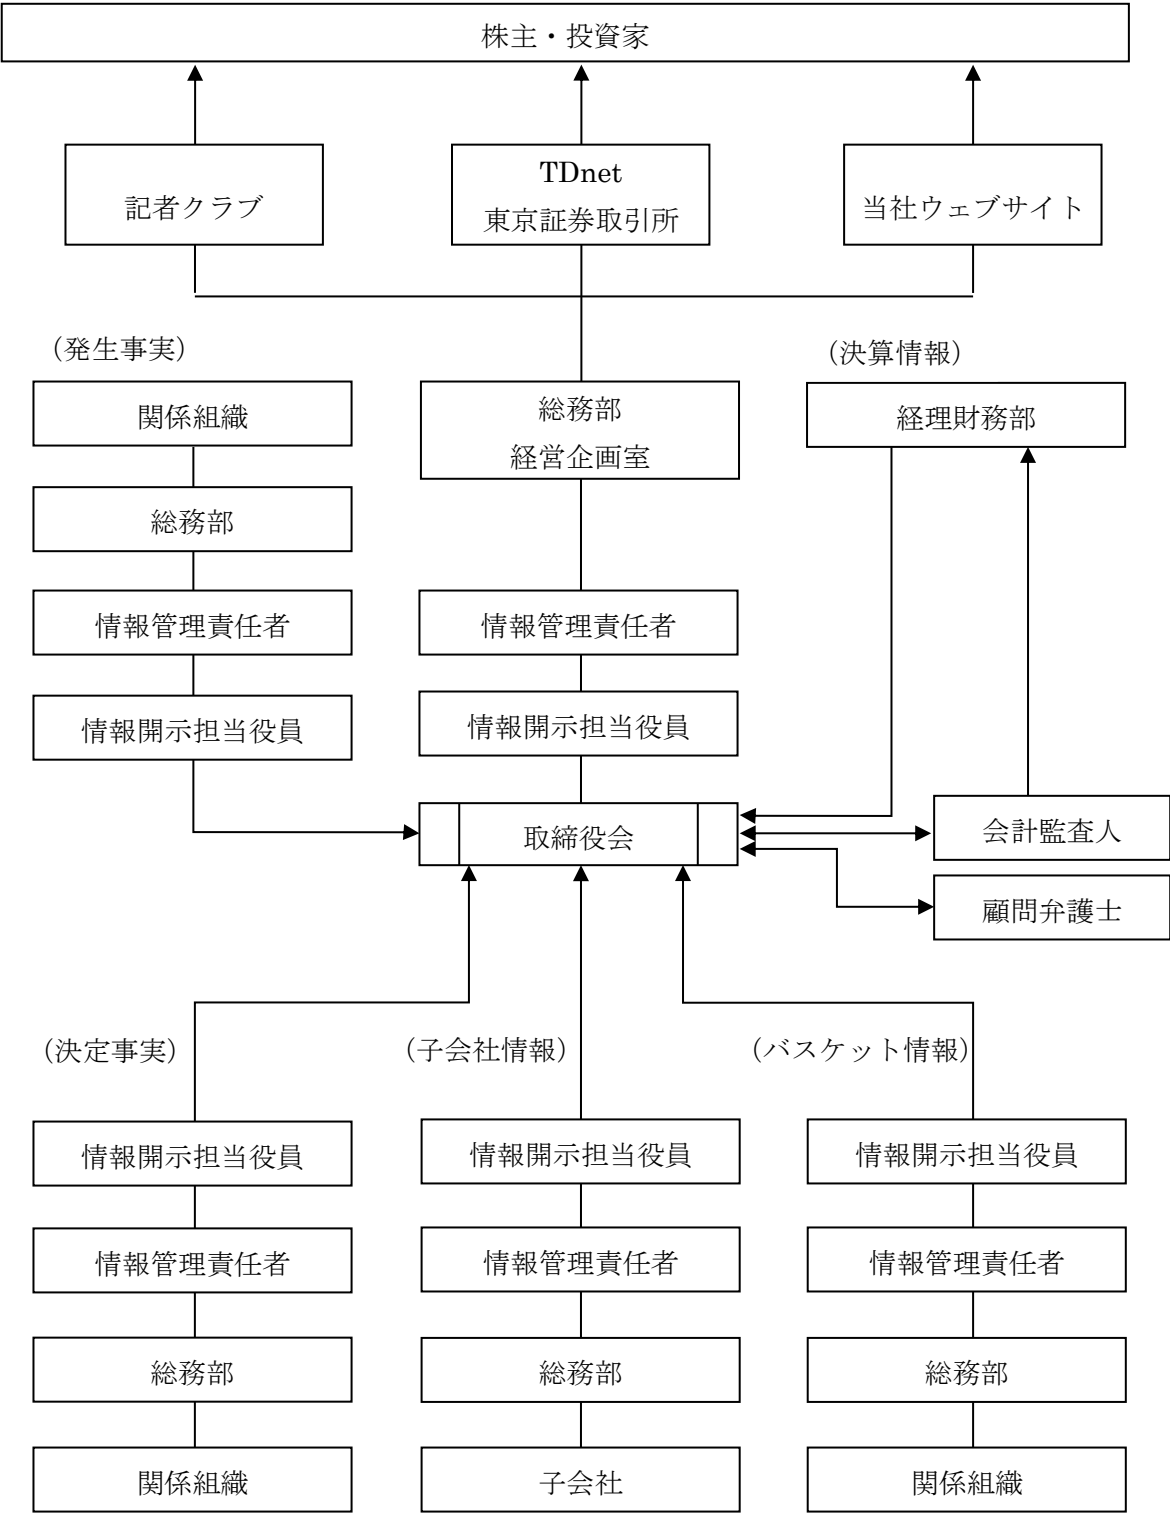 株主・投資家
記者クラブ
TDnet
東京証券取引所
当社ウェブサイト
(発生事実)
(決算情報)
関係組織
総務部
情報管理責任者
情報開示担当役員
総務部
経営企画室
情報管理責任者
情報開示担当役員
経理財務部
取締役会
会計監査人
顧問弁護士
(決定事実)
(子会社情報)
(バスケット情報)
情報開示担当役員
情報管理責任者
総務部
関係組織
情報開示担当役員
情報管理責任者
総務部
子会社
情報開示担当役員
情報管理責任者
総務部
関係組織